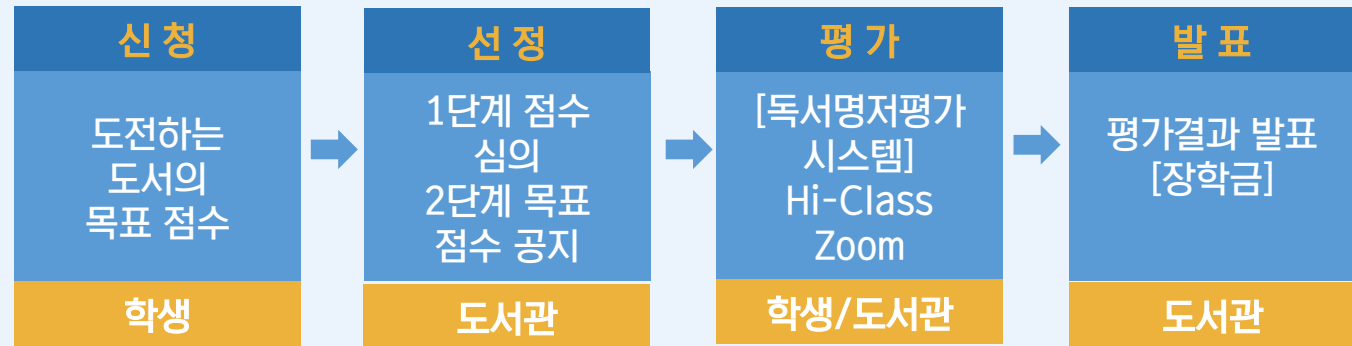 신 청
도전하는
도서의
목표 점수
학생
선 정
1단계 점수
심의
2단계 목표
점수 공지
도서관
평 가
[독서명저평가
시스템]
Hi-Class
Zoom
학생/도서관
발 표
평가결과 발표
[장학금]
도서관